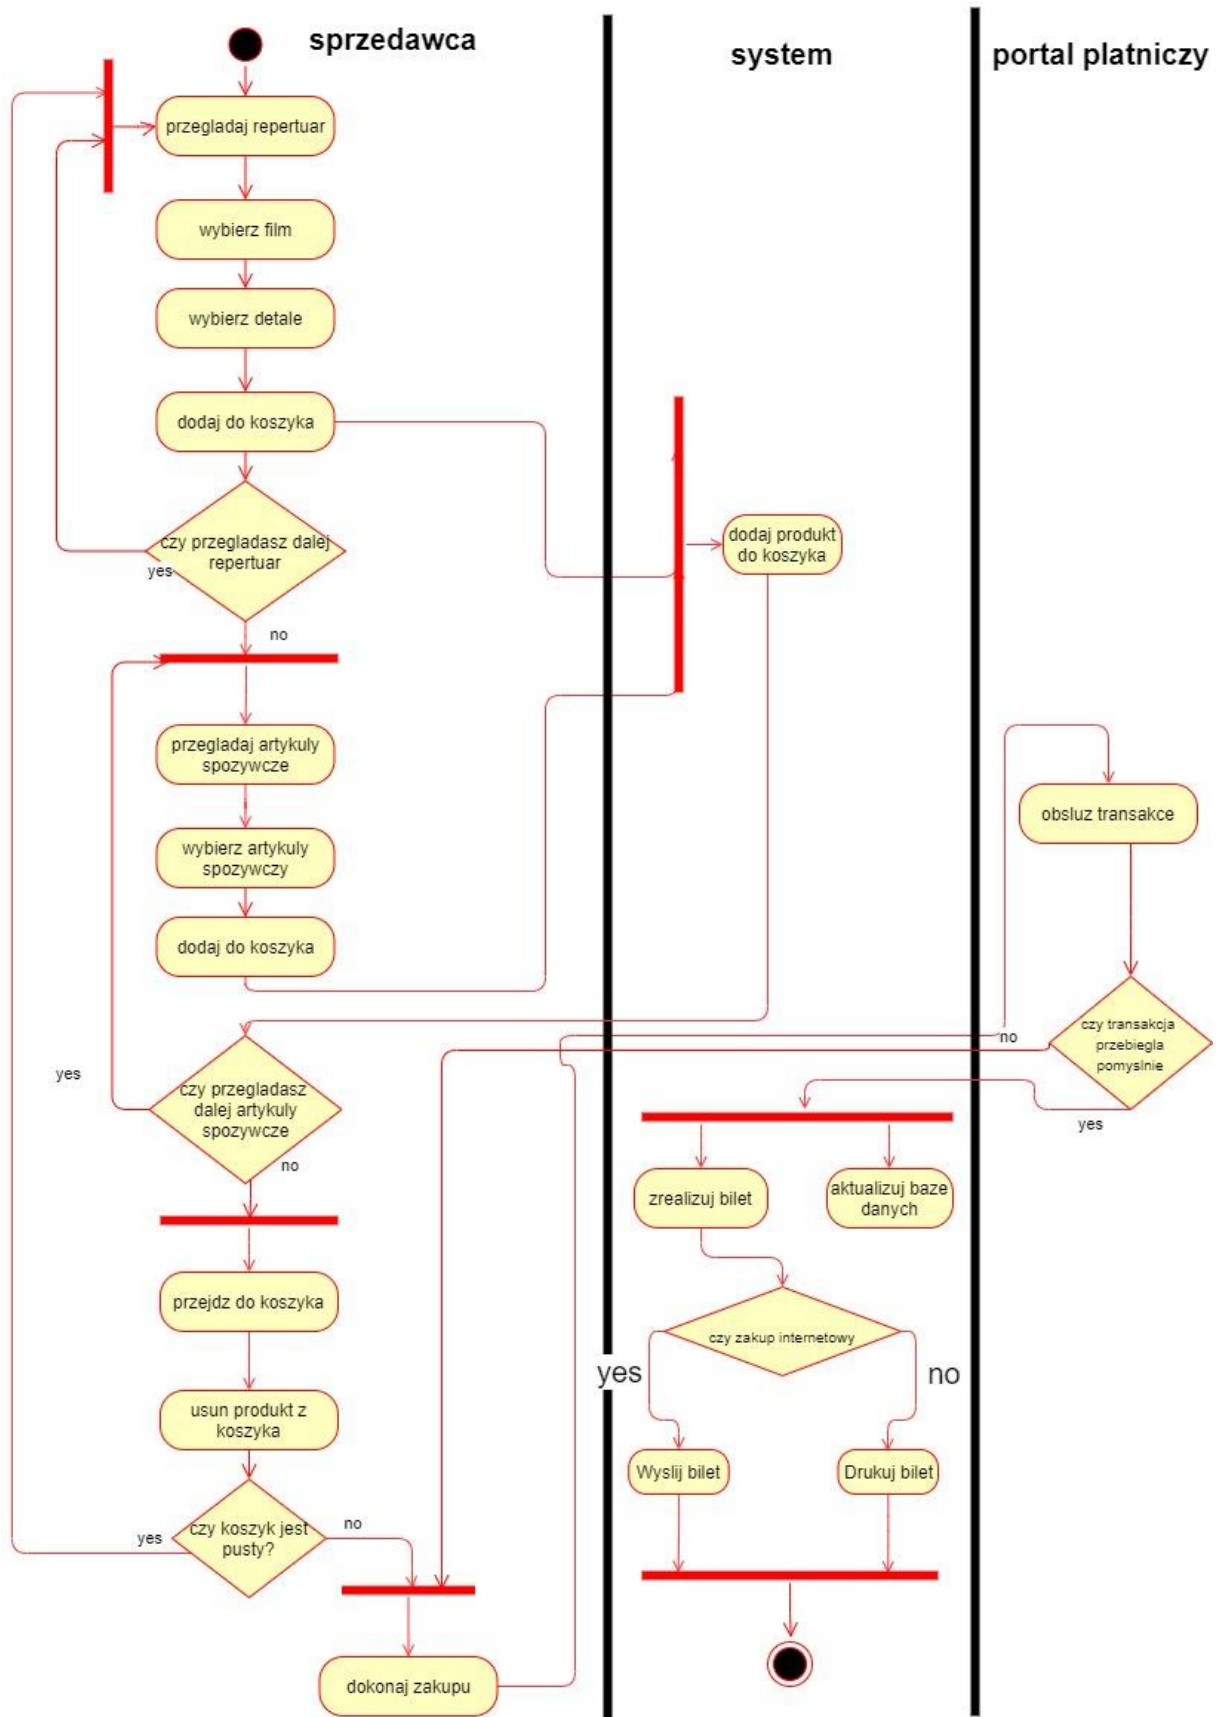 sprzedawca
system
portal platniczy
przegladaj repertuar
wybierz film
wybierz detale
dodaj do koszyka
czy przegladasz dalej
repertuar
yes
no
dodaj produkt
do koszyka
przegladaj artykuly
spozywcze
wybierz artykuly
spozywczy
dodaj do koszyka
obsluz transakce
czy transakcja
przebiegla
pomyslnie
no
yes
czy przegladasz
dalej artykuly
spozywcze
yes
no
zrealizuj bilet
aktualizuj baze
danych
przejdz do koszyka
czy zakup internetowy
yes
no
usun produkt z
koszyka
Wyslij bilet
Drukuj bilet
czy koszyk jest
pusty?
yes
no
dokonaj zakupu